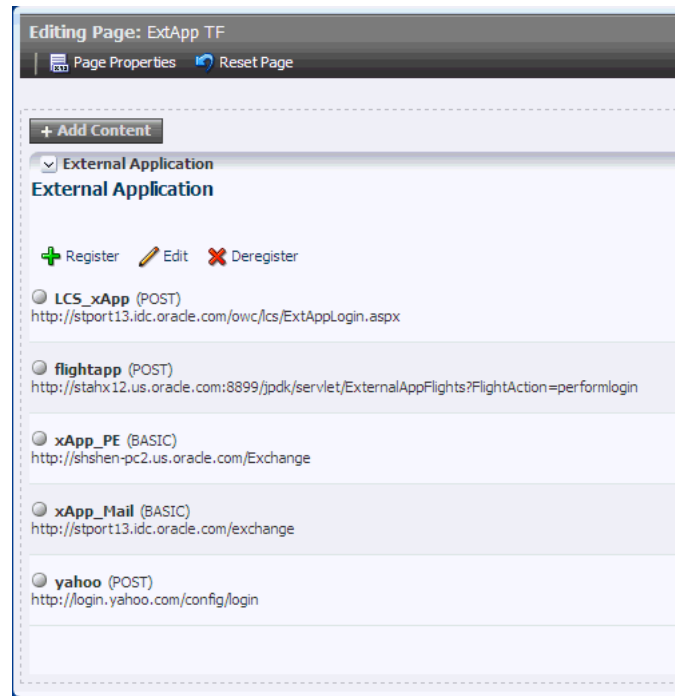 Editing Page: ExtApp TF
Page Properties Reset Page
+ Add Content
External Application
External Application
Register Edit Deregister
LCS_xApp (POST)
http://stport13.idc.oracle.com/owc/lcs/ExtAppLogin.aspx
flightapp (POST)
http://stahx12.us.oracle.com:8899/jpdk/servlet/ExternalAppFlights?FlightAction=performlogin
xApp_PE (BASIC)
http://shshen-pc2.us.oracle.com/Exchange
xApp_Mail (BASIC)
http://stport13.idc.oracle.com/exchange
yahoo (POST)
http://login.yahoo.com/config/login